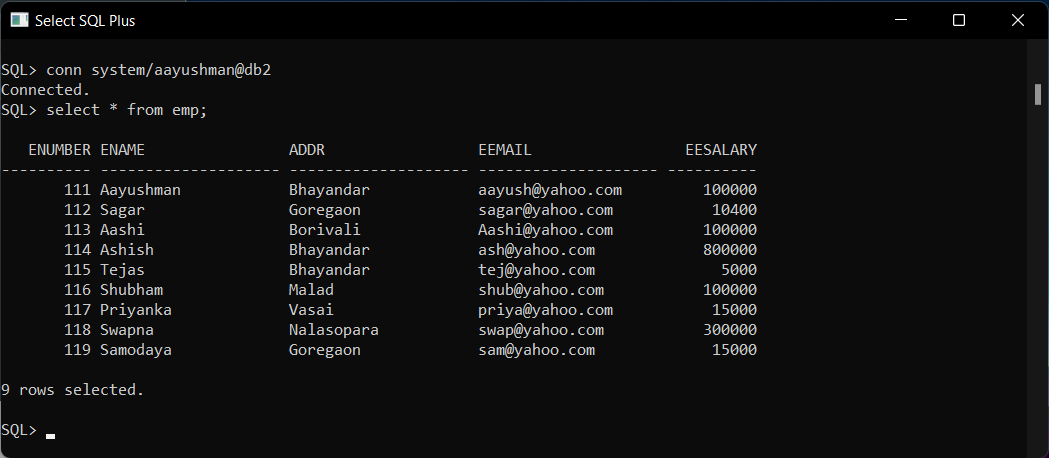 Select SQL Plus
SQL> conn system/aayushman@db2
Connected.
SQL> select * from emp;
   ENUMBER ENAME                ADDR                 EEMAIL                 EESALARY
---------- -------------------- -------------------- -------------------- ----------
       111 Aayushman            Bhayandar            aayush@yahoo.com         100000
       112 Sagar                Goregaon             sagar@yahoo.com           10400
       113 Aashi                Borivali             Aashi@yahoo.com          100000
       114 Ashish               Bhayandar            ash@yahoo.com            800000
       115 Tejas                Bhayandar            tej@yahoo.com              5000
       116 Shubham              Malad                shub@yahoo.com           100000
       117 Priyanka             Vasai                priya@yahoo.com           15000
       118 Swapna               Nalasopara           swap@yahoo.com           300000
       119 Samodaya             Goregaon             sam@yahoo.com             15000
9 rows selected.
SQL>